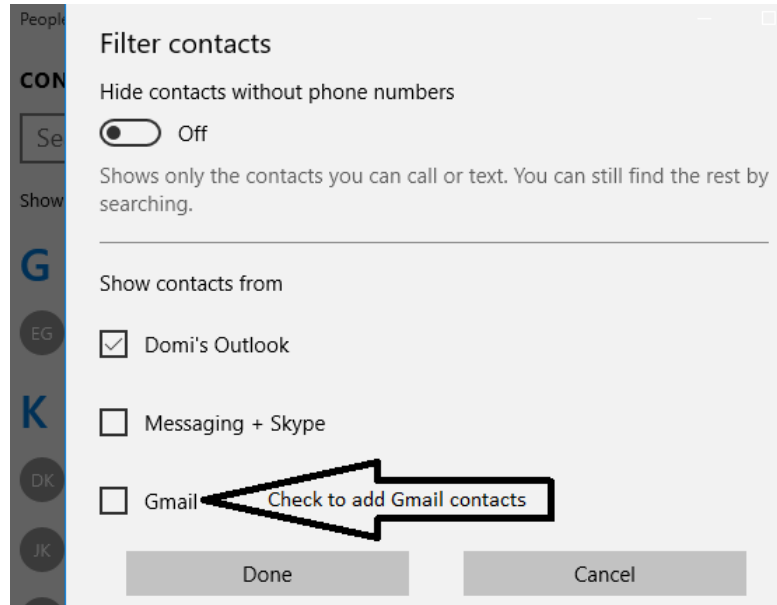 People
Filter contacts
CON
Hide contacts without phone numbers
Se
Off
Shows only the contacts you can call or text. You can still find the rest by
Show
searching.
G
Show contacts from
EG
Domi's Outlook
K
Messaging + Skype
DK
Gmail
Check to add Gmail contacts
JK
Done
Cancel